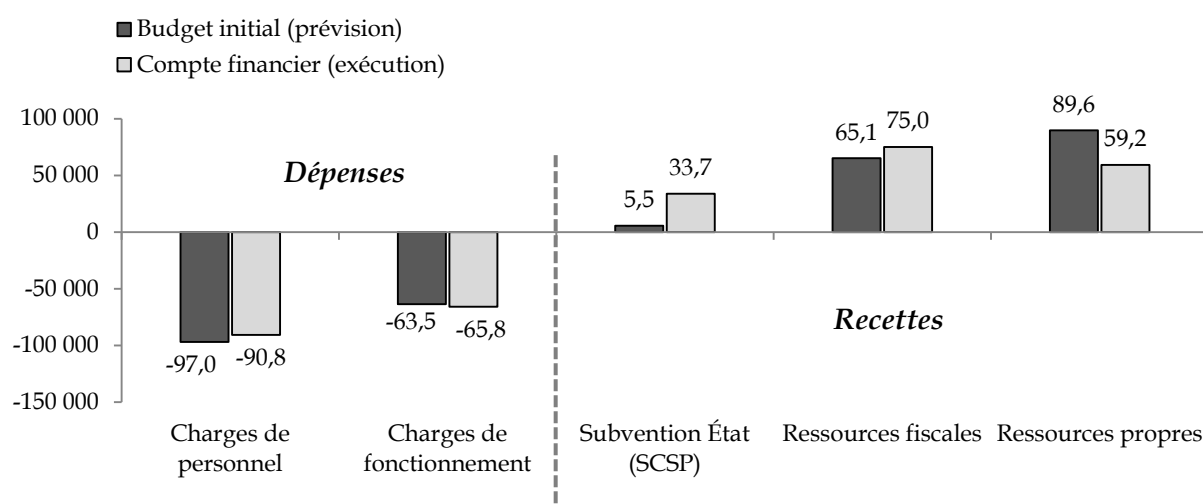 Budget initial (prévision)
Compte financier (exécution)
100 000
50 000
0
-50 000
-100 000
-150 000
Dépenses
Recettes
-97,0
-90,8
-63,5
-65,8
5,5
33,7
65,1
75,0
89,6
59,2
Charges de
personnel
Charges de
fonctionnement
Subvention État
(SCSP)
Ressources fiscales
Ressources propres